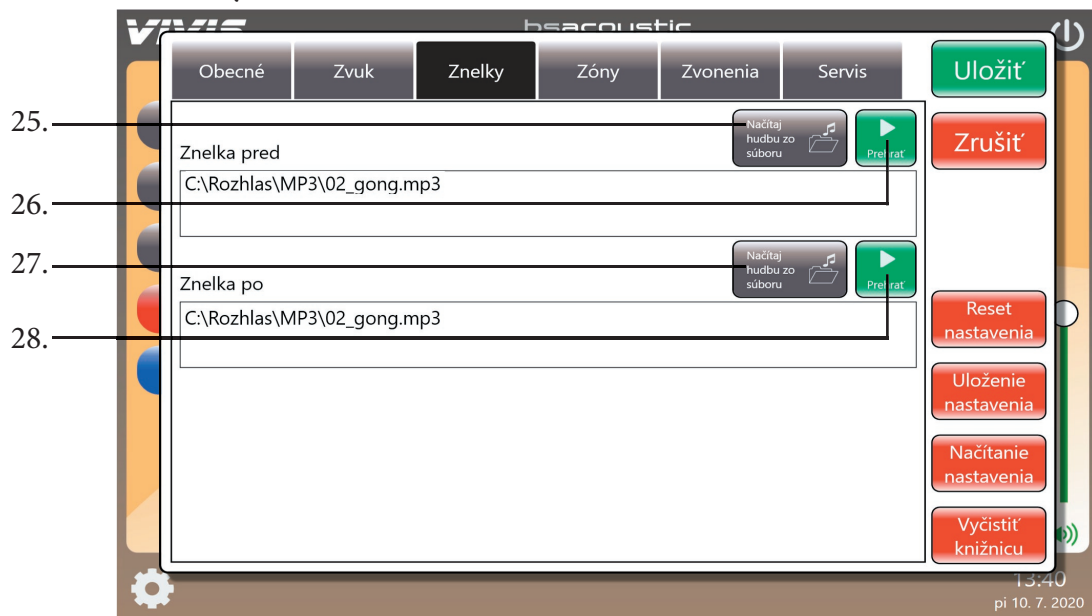 VIVIS
bsacoustic
Obecné
Zvuk
Znelky
Zóny
Zvonenia
Servis
Uložiť
Zrušiť
25.
Načítaj
hudbu zo
súboru
Prehrať
Znelka pred
C:\Rozhlas\MP3\02_gong.mp3
26.
27.
Načítaj
hudbu zo
súboru
Prehrať
Znelka po
C:\Rozhlas\MP3\02_gong.mp3
28.
Reset
nastavenia
Uloženie
nastavenia
Načítanie
nastavenia
Vyčistiť
knižnicu
13:40
pi 10. 7. 2020